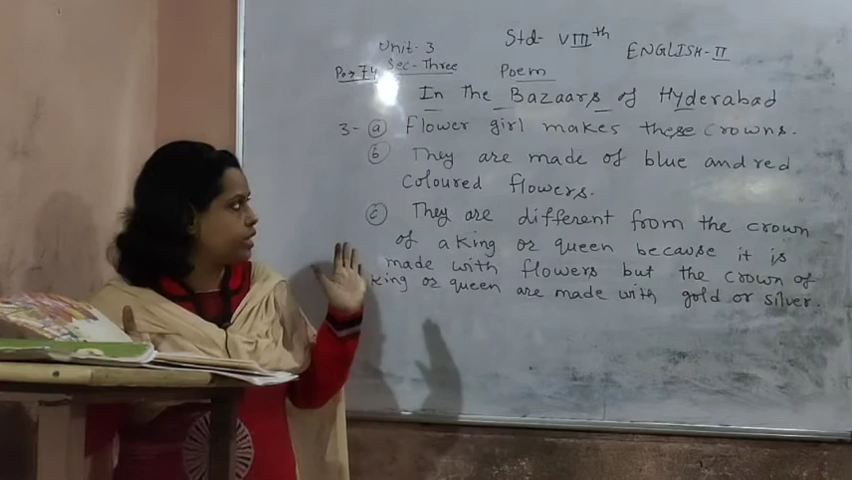 Unit-3 Std- VIIIth ENGLISH-II
Sec-Three Poem
In The Bazaars of Hyderabad
3- (a) Flower girl makes these crowns.
(b) They are made of blue and red
coloured flowers.
(c) They are different from the crown
of a king or queen because it is
made with flowers but the crown of
king or queen are made with gold or silver.